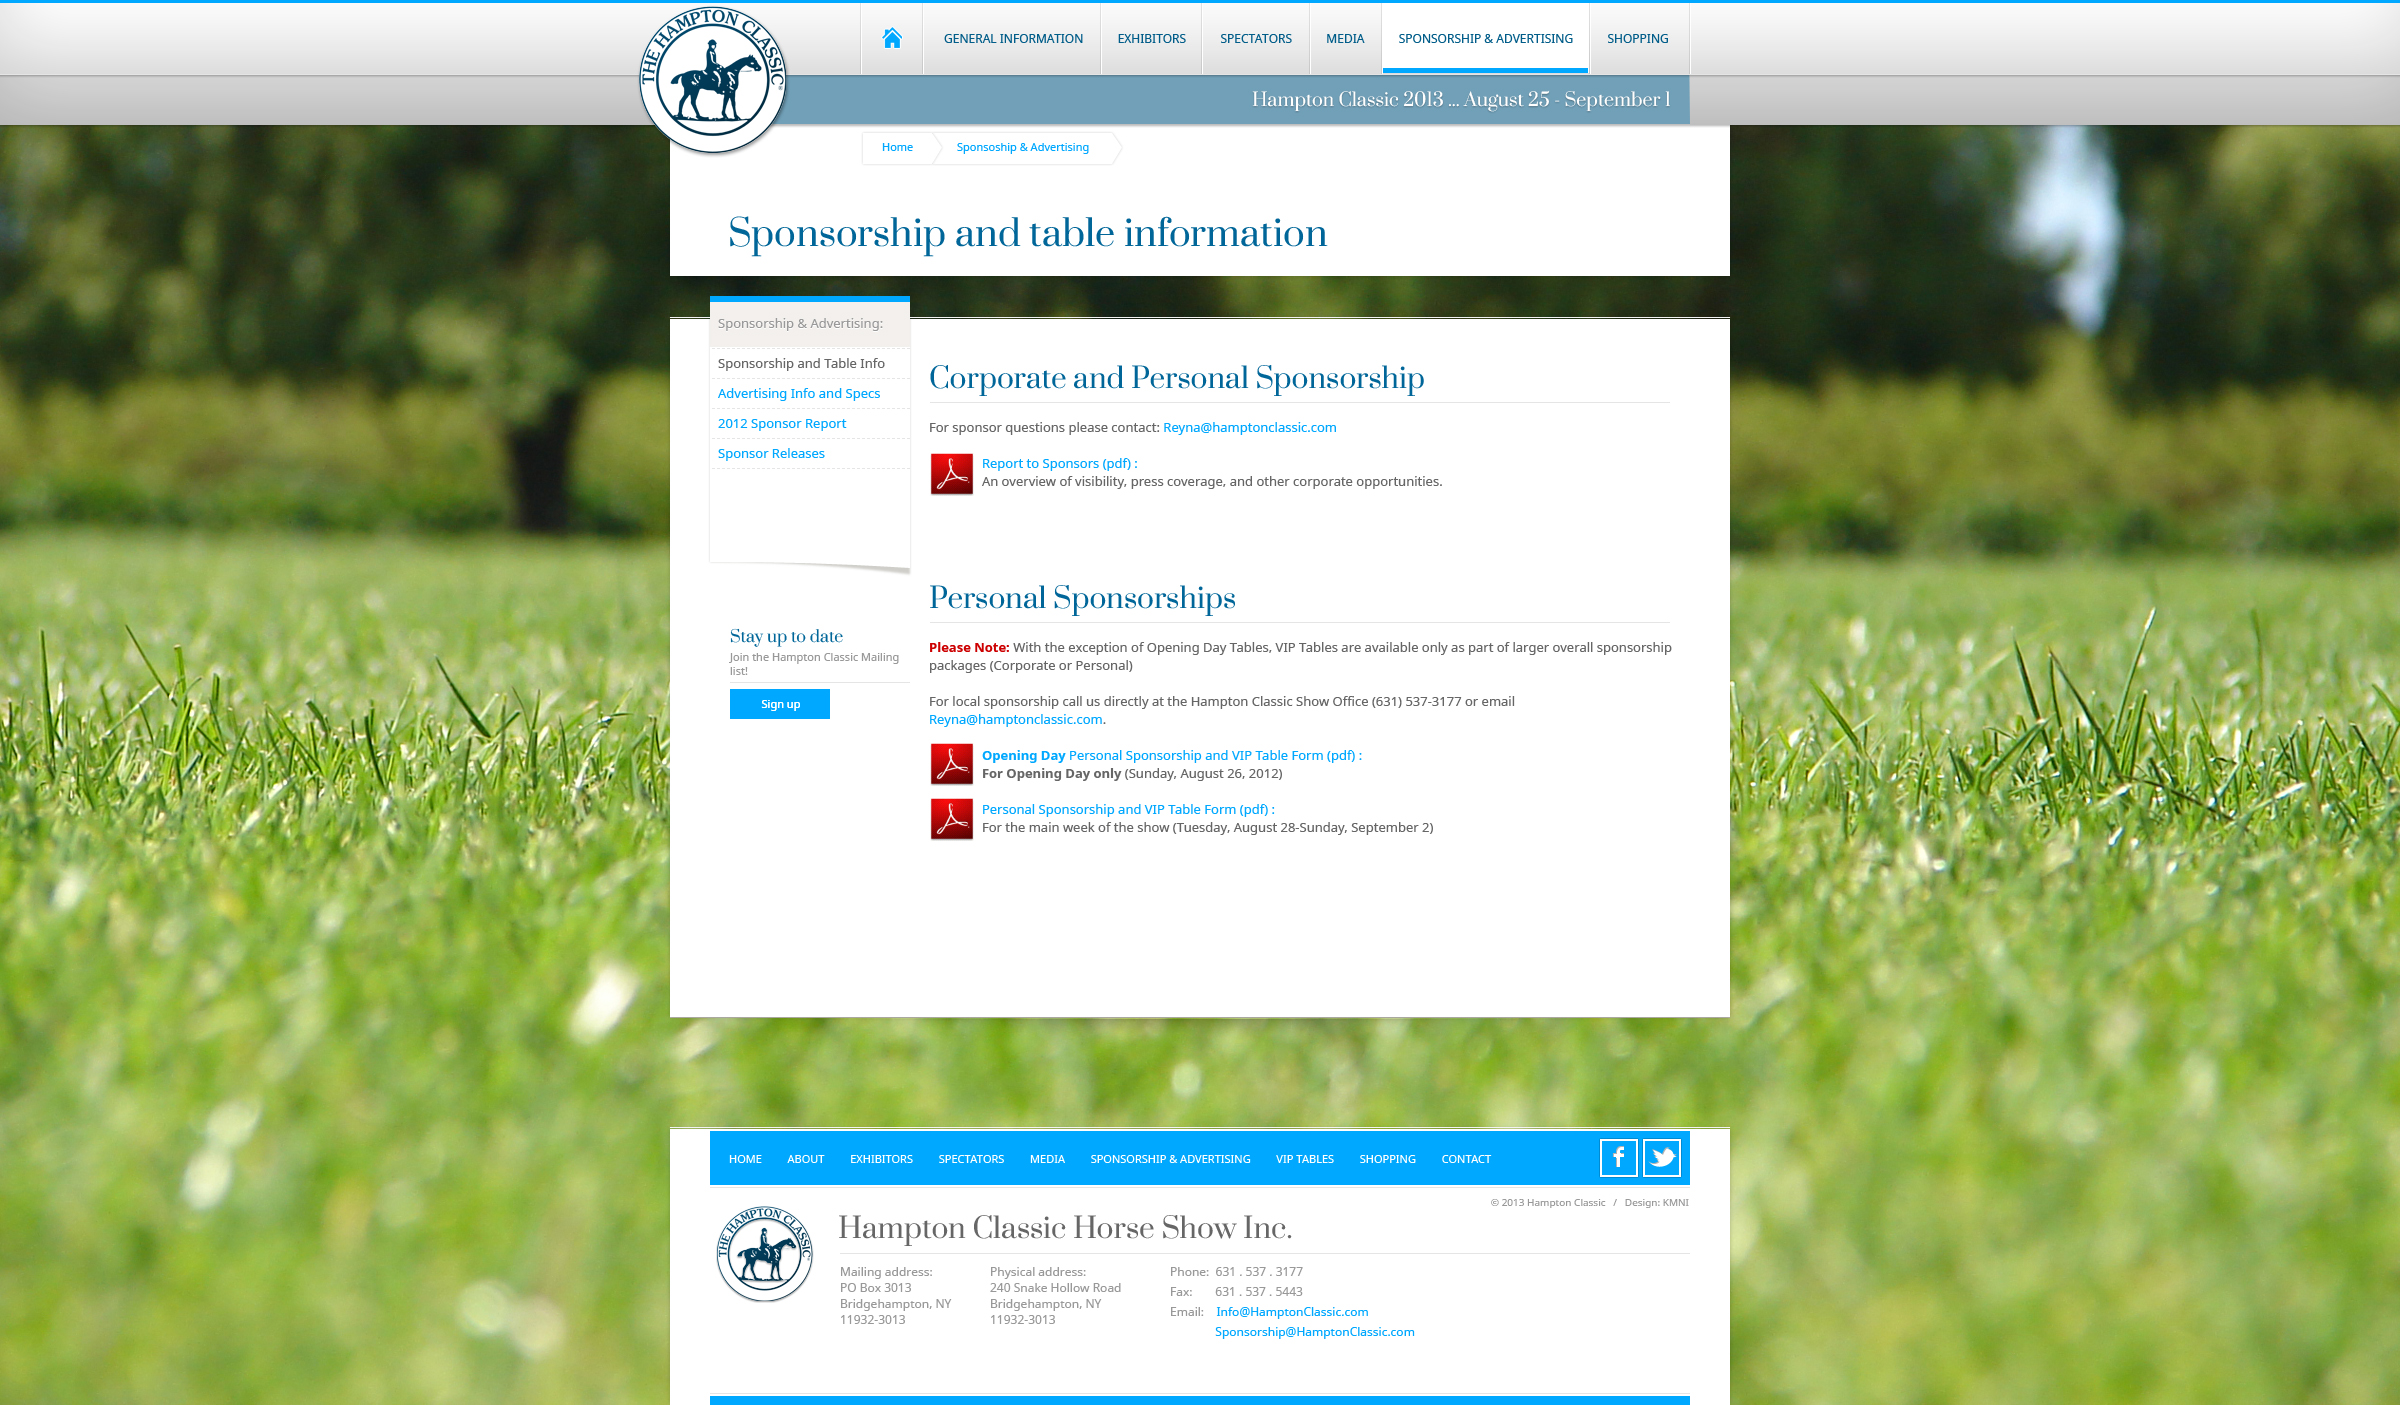 THE HAMPTON CLASSIC
GENERAL INFORMATION
EXHIBITORS
SPECTATORS
MEDIA
SPONSORSHIP & ADVERTISING
SHOPPING
Hampton Classic 2013 ... August 25 - September 1
Home
Sponsoship & Advertising
Sponsorship and table information
Sponsorship & Advertising:
Sponsorship and Table Info
Advertising Info and Specs
2012 Sponsor Report
Sponsor Releases
Stay up to date
Join the Hampton Classic Mailing
list!
Sign up
Corporate and Personal Sponsorship
For sponsor questions please contact: Reyna@hamptonclassic.com
Report to Sponsors (pdf) :
An overview of visibility, press coverage, and other corporate opportunities.
Personal Sponsorships
Please Note: With the exception of Opening Day Tables, VIP Tables are available only as part of larger overall sponsorship
packages (Corporate or Personal)
For local sponsorship call us directly at the Hampton Classic Show Office (631) 537-3177 or email
Reyna@hamptonclassic.com.
Opening Day Personal Sponsorship and VIP Table Form (pdf) :
For Opening Day only (Sunday, August 26, 2012)
Personal Sponsorship and VIP Table Form (pdf) :
For the main week of the show (Tuesday, August 28-Sunday, September 2)
HOME
ABOUT
EXHIBITORS
SPECTATORS
MEDIA
SPONSORSHIP & ADVERTISING
VIP TABLES
SHOPPING
CONTACT
© 2013 Hampton Classic / Design: KMNI
THE HAMPTON CLASSIC
Hampton Classic Horse Show Inc.
Mailing address:
PO Box 3013
Bridgehampton, NY
11932-3013
Physical address:
240 Snake Hollow Road
Bridgehampton, NY
11932-3013
Phone: 631 . 537 . 3177
Fax: 631 . 537 . 5443
Email: Info@HamptonClassic.com
Sponsorship@HamptonClassic.com